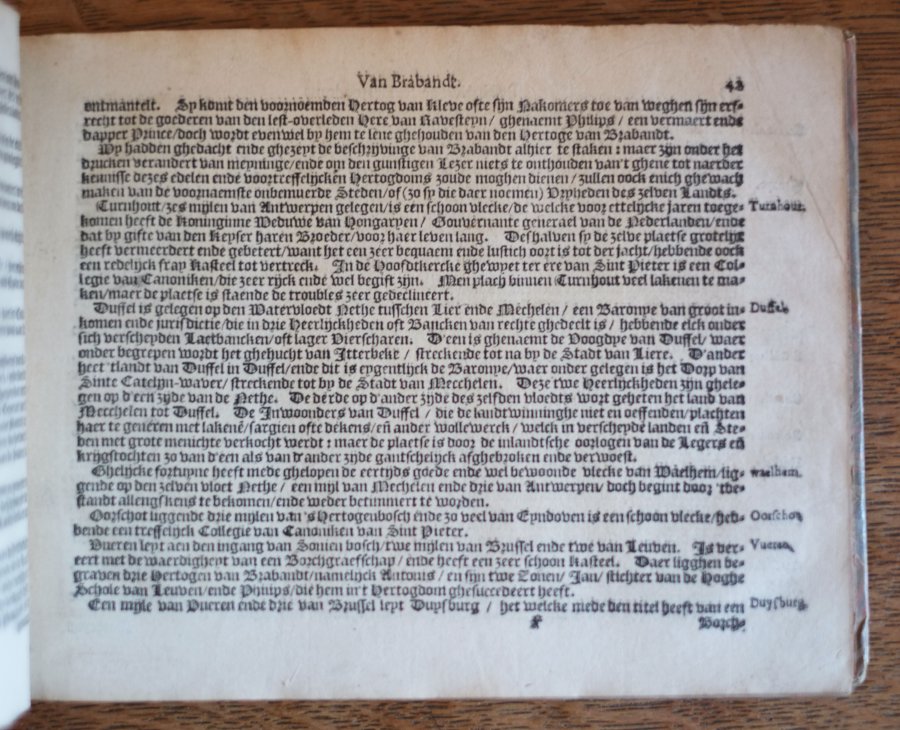 Van Brabandt. 42
ontmantelt. Sy komt den voornoemden Hertog van Kleve ofte sijn Nakomers toe van weghen sijn erf-
recht tot de goederen van den lest-overleden Here van Ravesteyn / ghenaemt Philips / een vermaert ende
dapper Prince / doch wordt evenwel by hem te lene ghehouden van den Hertoge van Brabandt.
Wy hadden ghedacht ende ghezeyt de beschrijvinge van Brabandt alhier te staken : maer zijn onder het
drucken verandert van meyninge / ende om den gunstigen Lezer niets te onthouden van't ghene tot naerder
kennisse dezes edelen ende voortreffelijcken Hertogdoms zoude moghen dienen / zullen oock enich ghewach
maken van de voornaemste onbemuerde Steden / of (zo sy die daer noemen) Vryheden des zelven Landts.
Turnhout / zes mijlen van Antwerpen gelegen / is een schoon vlecke / de welcke voor ettelijcke jaren toege- Turnhout.
komen heeft de Koninginne Weduwe van Hongaryen / Gouvernante generael van de Nederlanden / ende
dat by gifte van den Keyser haren Broeder / voor haer leven lang. Deshalven sy de zelve plaetse grotelijx
heeft vermeerdert ende gebetert / want het een zeer bequaem ende lustich oort is tot der jacht / hebbende oock
een redelijck fray Kasteel tot vertreck. In de Hoofdtkercke ghewyet ter ere van Sint Pieter is een Col-
legie van Canoniken / die zeer rijck ende wel begift zijn. Men plach binnen Turnhout veel lakenen te ma-
ken / maer de plaetse is staende de troubles zeer gedeclineert.
Duffel is gelegen op den Watervloedt Nethe tusschen Lier ende Mechelen / een Baronye van groot in- Duffel.
komen ende jurisdictie / die in drie Heerlijckheden oft Bancken van rechte ghedeelt is / hebbende elck onder
sich verscheyden Laetbancken / oft lager Vierscharen. D'een is ghenaemt de Voogdye van Duffel / waer
onder begrepen wordt het ghehucht van Itterbekt / streckende tot na by de Stadt van Liere. D'ander
heet tlandt van Duffel in Duffel / ende dit is eygentlijck de Baronye / waer onder gelegen is het Dorp van
Sinte Catelyn-waver / streckende tot by de Stadt van Mecchelen. Deze twe Heerlijckheden zijn ghele-
gen op d'een zijde van de Nethe. De derde op d'ander zijde des zelfden vloedts wort geheten het land van
Mecchelen tot Duffel. De Inwoonders van Duffel / die de landtwinninghe niet en oeffenden / plachten
haer te generen met lakenē / sargien ofte dekens / eñ ander wollewerck / welck in verscheyde landen eñ Ste-
den met grote menichte verkocht werdt : maer de plaetse is door de inlandtsche oorlogen van de Legers eñ
krijgstochten zo van d'een als van d'ander zijde gantschelijck afghebroken ende verwoest.
Ghelijcke fortuyne heeft mede ghelopen de eertijds goede ende wel bewoonde vlecke van Waelhem / lig- waelhem.
gende op den zelven vloet Nethe / een mijl van Mechelen ende drie van Antwerpen / doch begint door 'tbe-
standt allengskens te bekomen / ende weder betimmert te worden.
Oorschot liggende drie mijlen van 's Hertogenbosch ende zo veel van Eyndoven is een schoon vlecke / heb- Oorschot.
bende een treffelijck Collegie van Canoniken van Sint Pieter.
Vueren leyt aen den ingang van Sonien bosch / twe mijlen van Brussel ende twe van Leuven. Is ver- Vueren.
eert met de waerdigheyt van een Borchgraefschap / ende heeft een zeer schoon Kasteel. Daer ligghen be-
graven drie Hertogen van Brabandt / namelijck Antonis / en sijn twe Zonen / Jan / stichter van de Hoghe
Schole van Leuven / ende Philips / die hem in't Hertogdom ghesuccedeert heeft.
Een mijle van Vueren ende drie van Brussel leyt Duysburg / het welcke mede den titel heeft van een Duysburg.
Borch-